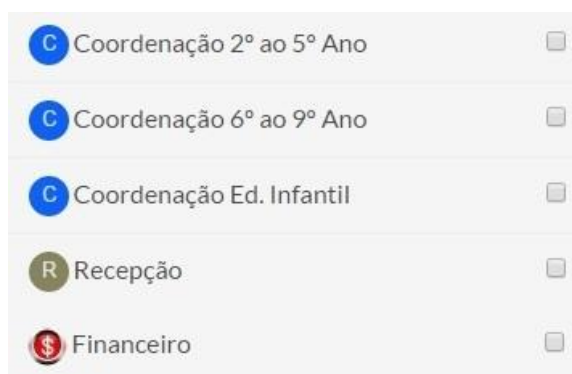 C Coordenação 2º ao 5º Ano
C Coordenação 6º ao 9º Ano
C Coordenação Ed. Infantil
R Recepção
$ Financeiro